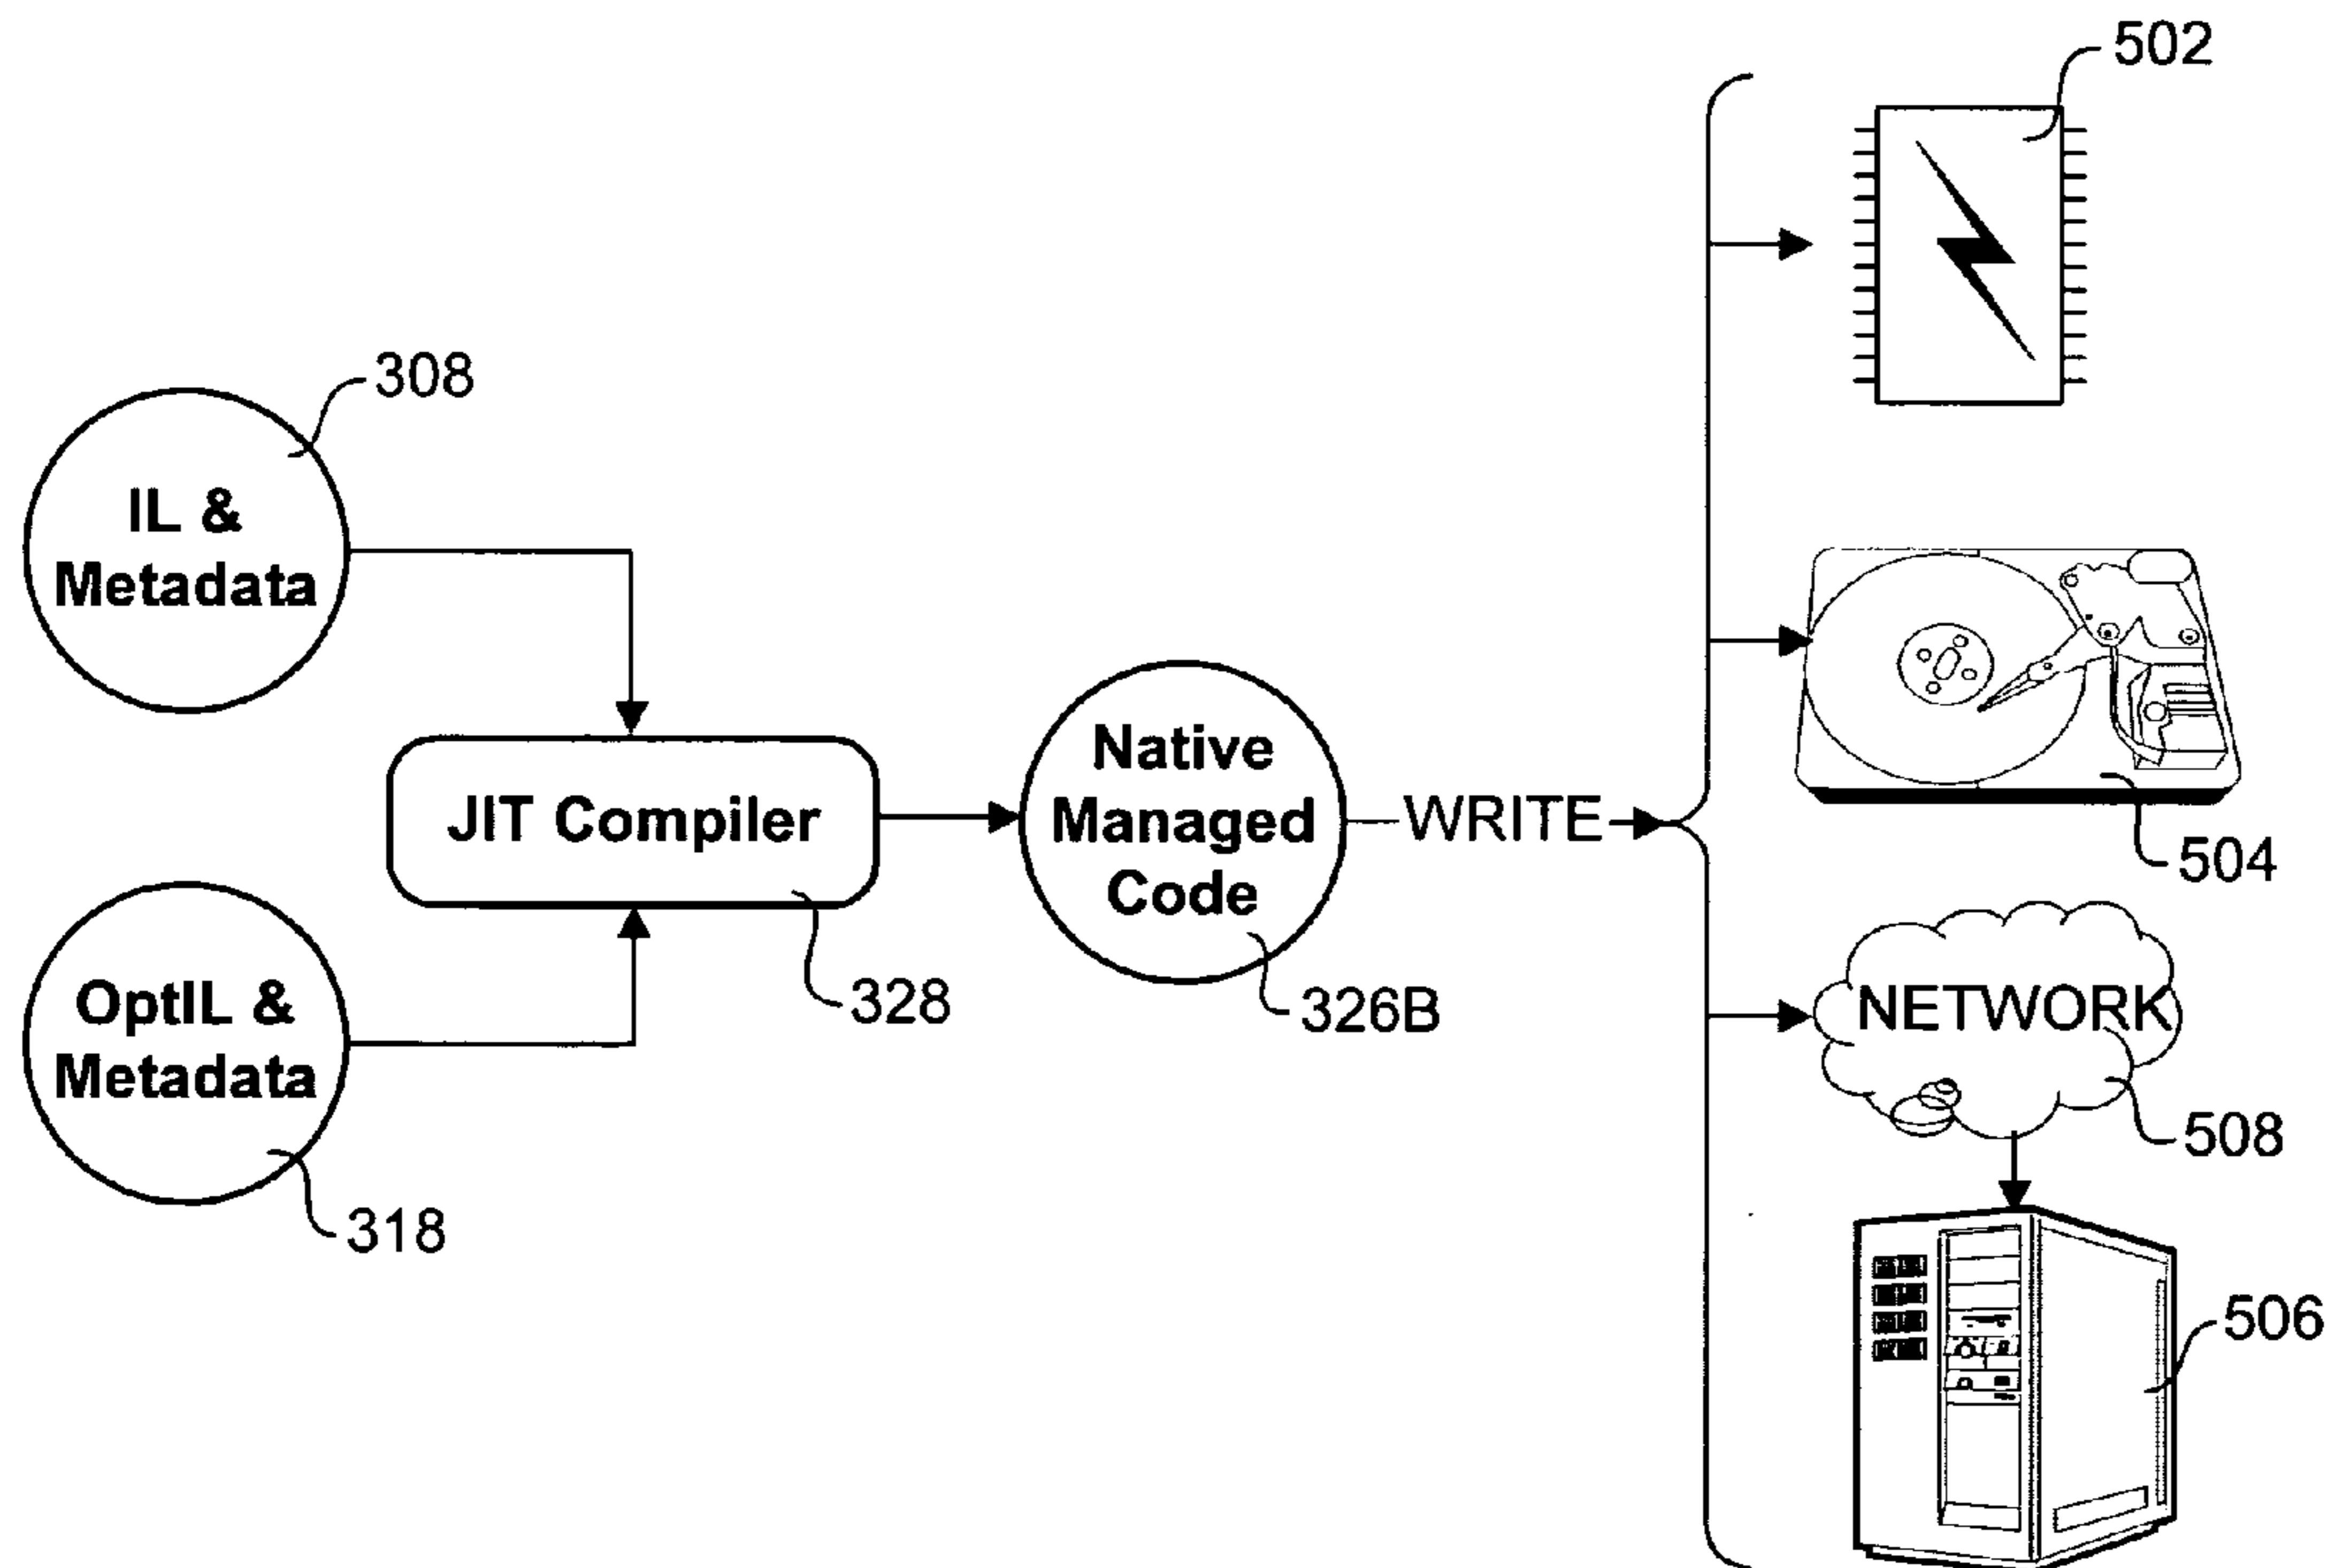 502
308
IL &
Metadata
JIT Compiler
328
Native
Managed
Code
326B
WRITE
504
OptIL &
Metadata
318
NETWORK
508
506